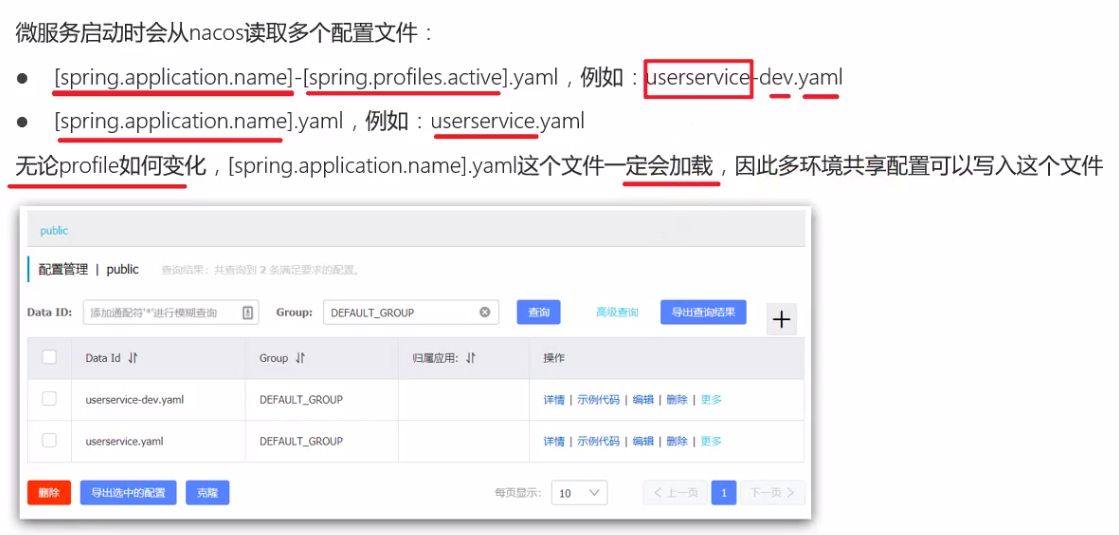 微服务启动时会从nacos读取多个配置文件：
● [spring.application.name]-[spring.profiles.active].yaml，例如：userservice-dev.yaml
● [spring.application.name].yaml，例如：userservice.yaml
无论profile如何变化，[spring.application.name].yaml这个文件一定会加载，因此多环境共享配置可以写入这个文件
public
配置管理 | public 查询结果：共查询到 2 条满足要求的配置。
Data ID: 添加通配符'*'进行模糊查询 Group: DEFAULT_GROUP 查询 高级查询 导出查询结果 +
Data Id Group 归属应用: 操作
userservice-dev.yaml DEFAULT_GROUP 详情 | 示例代码 | 编辑 | 删除 | 更多
userservice.yaml DEFAULT_GROUP 详情 | 示例代码 | 编辑 | 删除 | 更多
删除 导出选中的配置 克隆 每页显示: 10 < 上一页 1 下一页 >